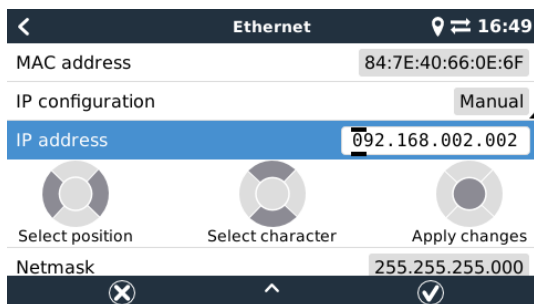 Ethernet 16:49
MAC address 84:7E:40:66:0E:6F
IP configuration Manual
IP address 092.168.002.002
Select position Select character Apply changes
Netmask 255.255.255.000